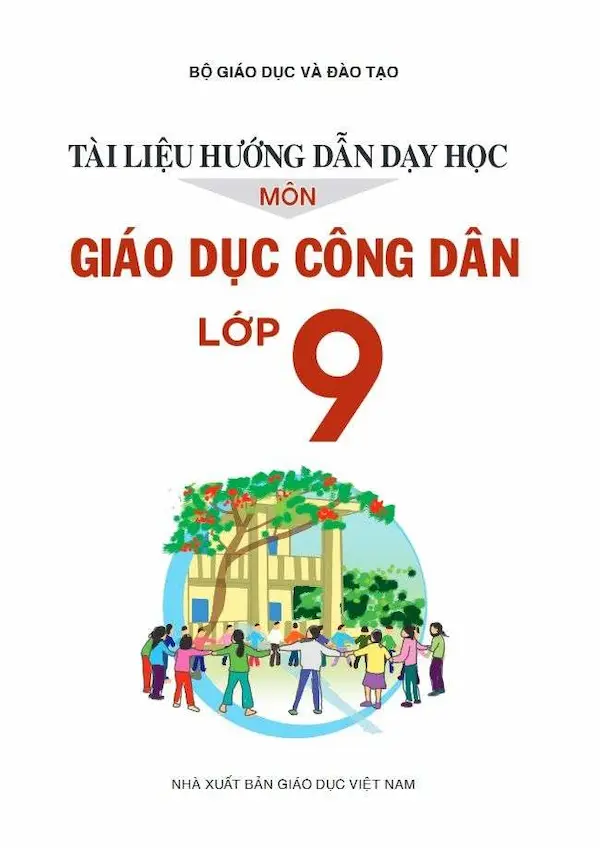 BỘ GIÁO DỤC VÀ ĐÀO TẠO
TÀI LIỆU HƯỚNG DẪN DẠY HỌC
MÔN
GIÁO DỤC CÔNG DÂN
LỚP 9
NHÀ XUẤT BẢN GIÁO DỤC VIỆT NAM